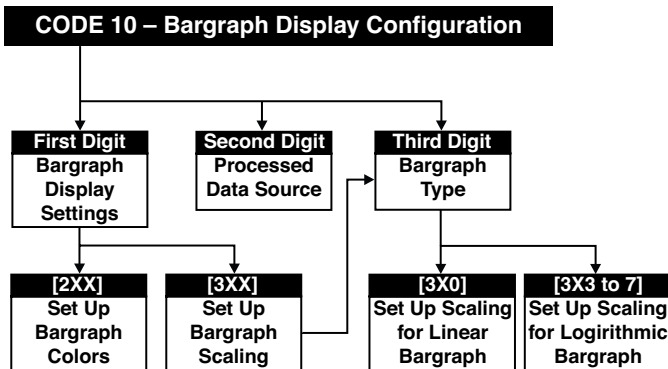 CODE 10 – Bargraph Display Configuration
First Digit
Bargraph
Display
Settings
Second Digit
Processed
Data Source
Third Digit
Bargraph
Type
[2XX]
Set Up
Bargraph
Colors
[3XX]
Set Up
Bargraph
Scaling
[3X0]
Set Up Scaling
for Linear
Bargraph
[3X3 to 7]
Set Up Scaling
for Logirithmic
Bargraph